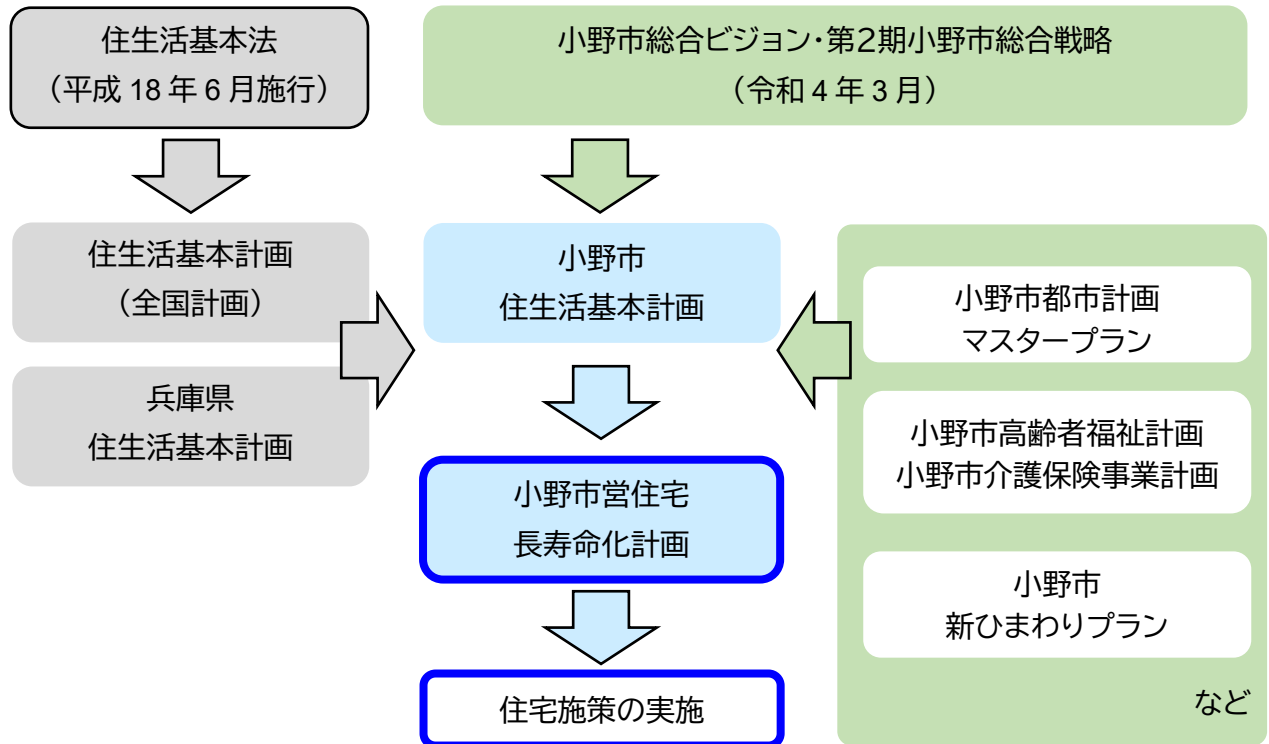 住生活基本法
（平成 18 年 6 月施行）
小野市総合ビジョン・第２期小野市総合戦略
（令和 4 年 3 月）
住生活基本計画
（全国計画）
兵庫県
住生活基本計画
小野市
住生活基本計画
小野市営住宅
長寿命化計画
住宅施策の実施
小野市都市計画
マスタープラン
小野市高齢者福祉計画
小野市介護保険事業計画
小野市
新ひまわりプラン
など